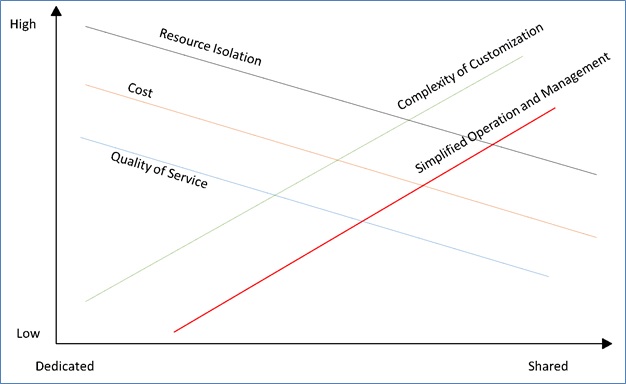 High
Resource Isolation
Complexity of Customization
Cost
Simplified Operation and Management
Quality of Service
Low
Dedicated
Shared